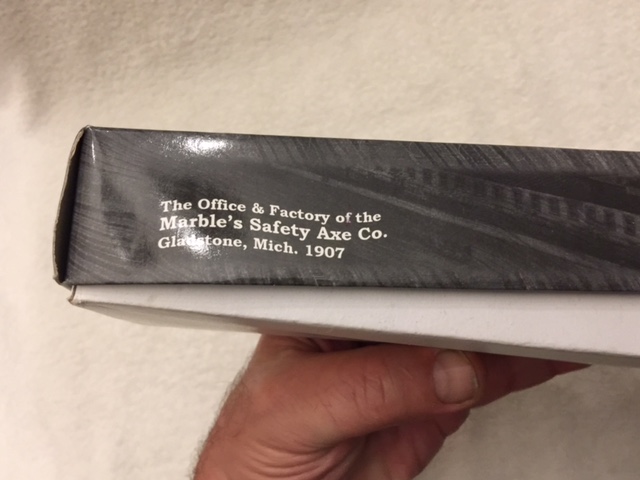 The Office & Factory of the
Marble's Safety Axe Co.
Gladstone, Mich. 1907